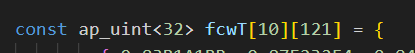 const ap_uint<32> fcwT[10][121] = {